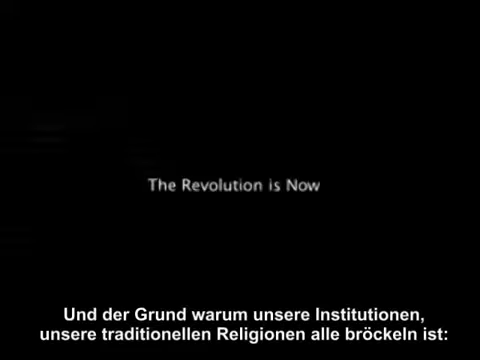 The Revolution is Now
Und der Grund warum unsere Institutionen,
unsere traditionellen Religionen alle bröckeln ist: